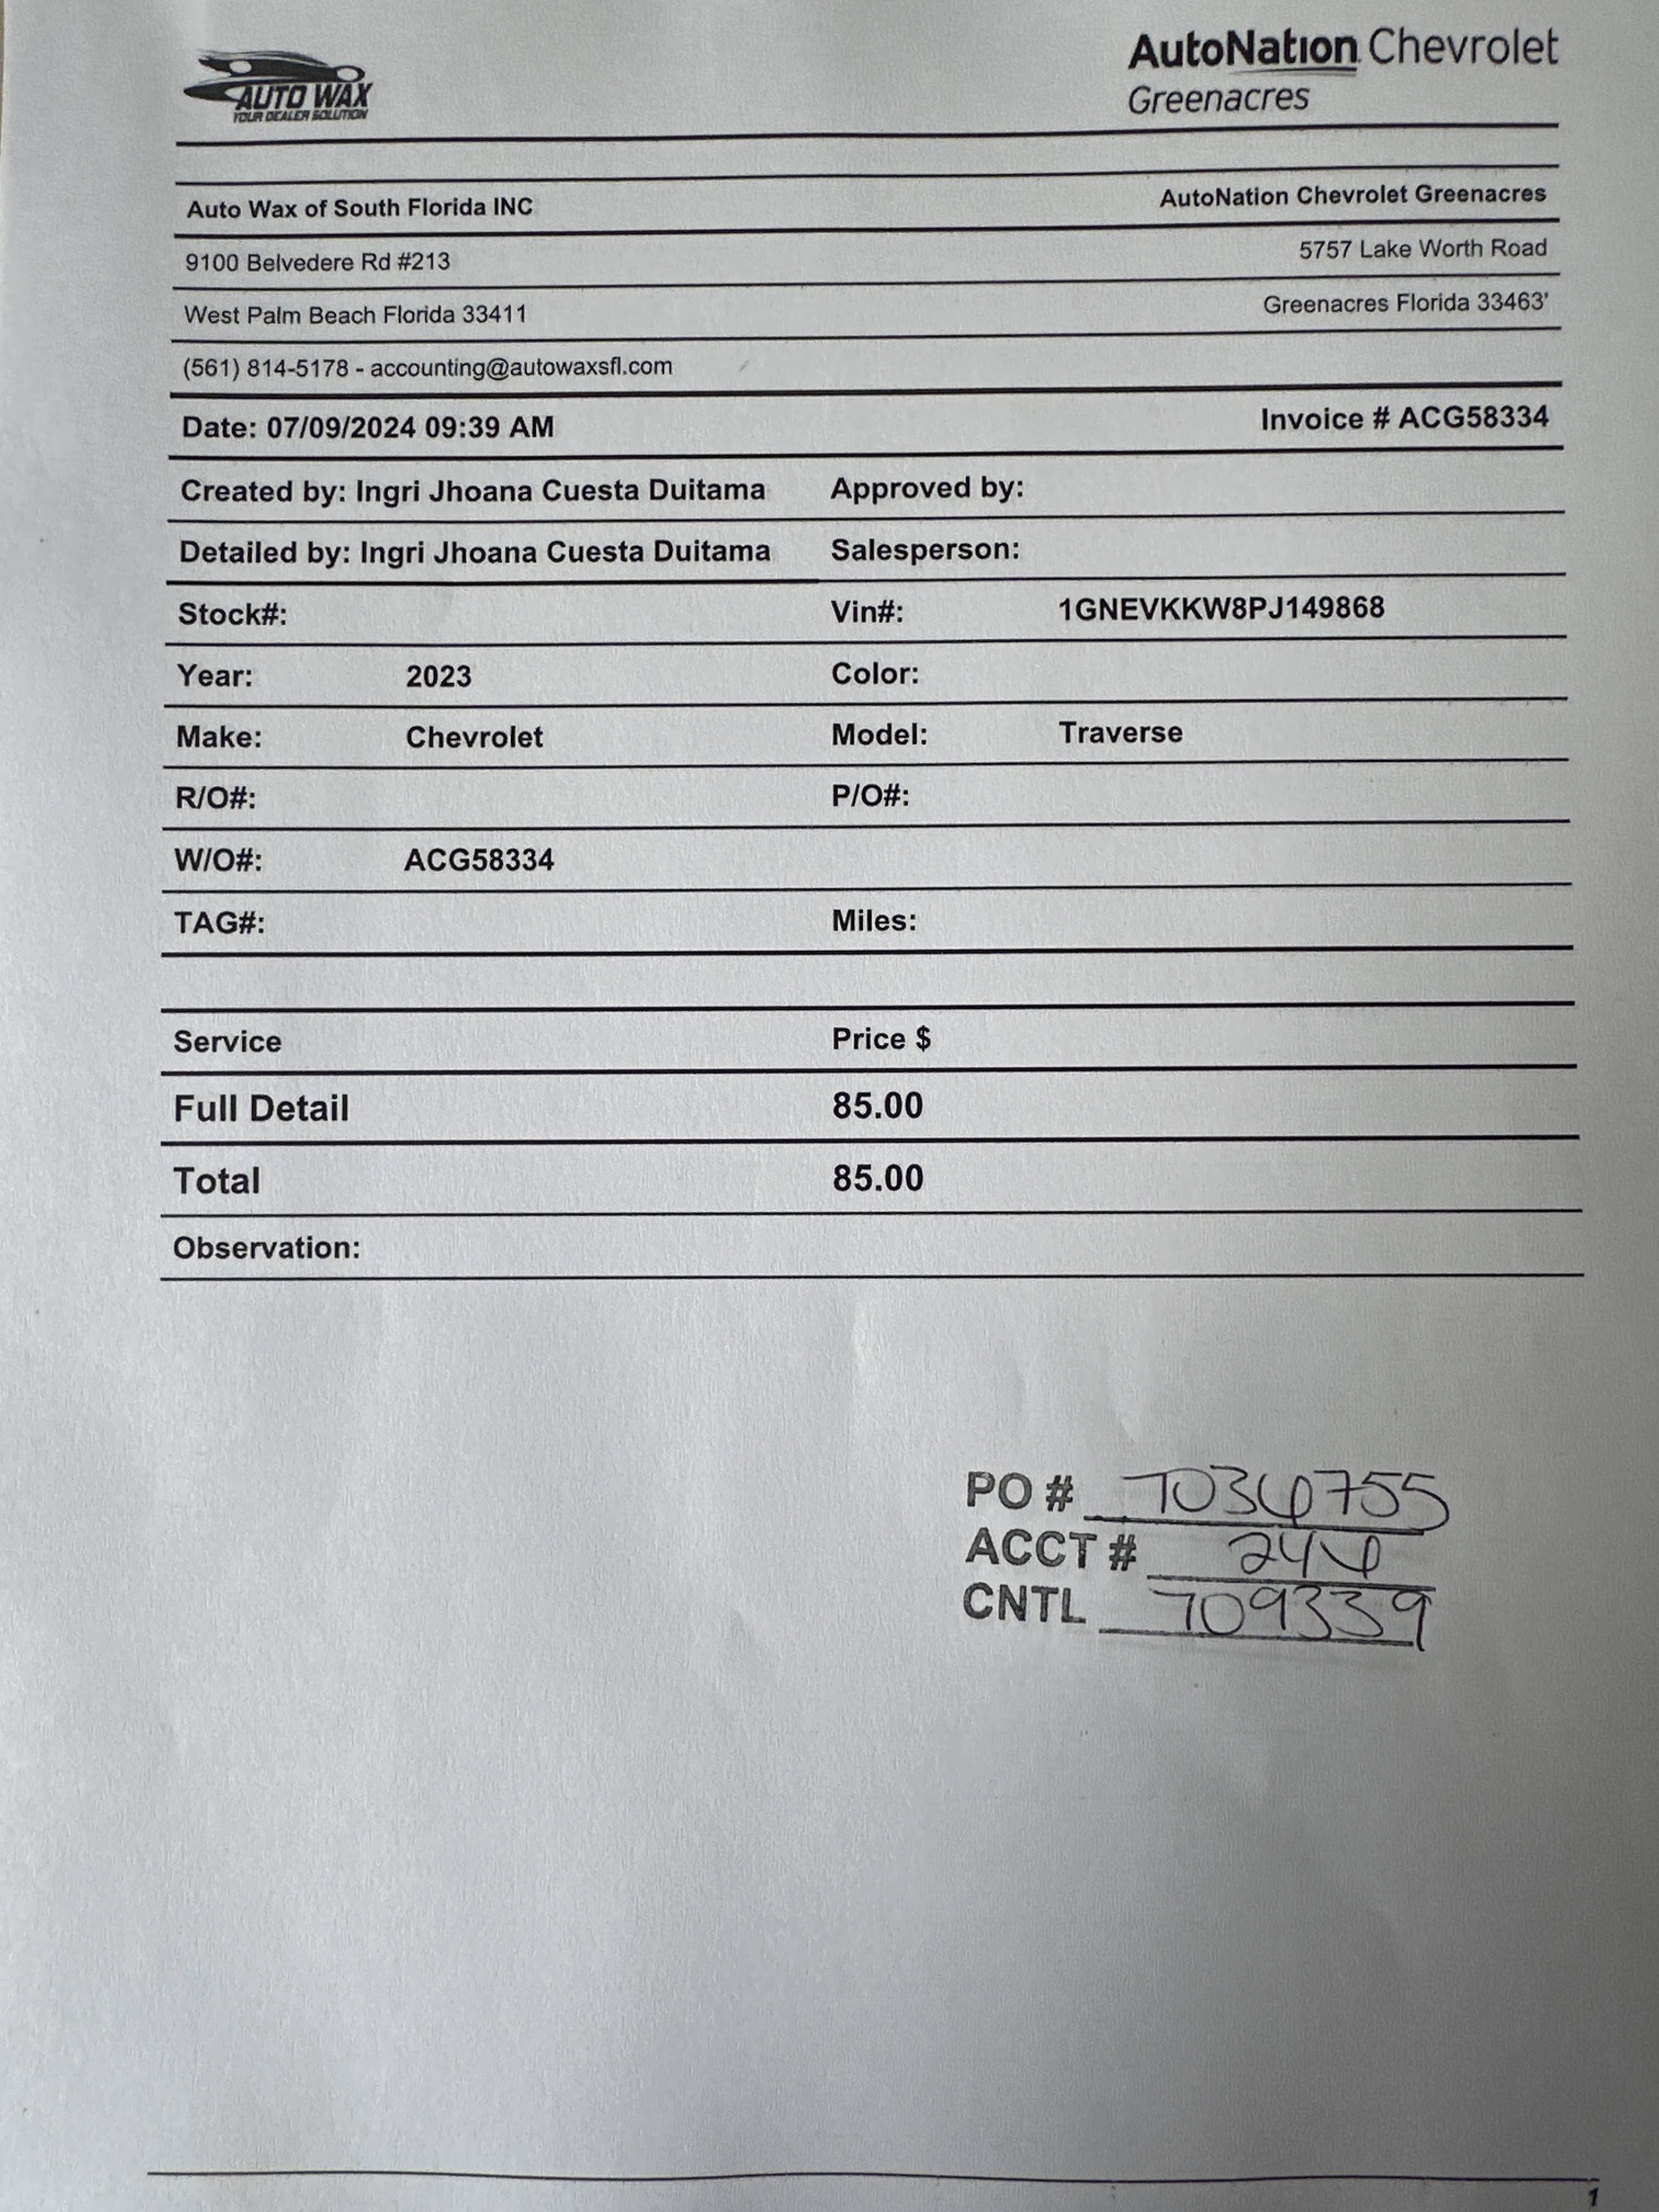 AUTO WAX
YOUR DEALER SOLUTION
AutoNation Chevrolet
Greenacres
Auto Wax of South Florida INC AutoNation Chevrolet Greenacres
9100 Belvedere Rd #213 5757 Lake Worth Road
West Palm Beach Florida 33411 Greenacres Florida 33463'
(561) 814-5178 - accounting@autowaxsfl.com
Date: 07/09/2024 09:39 AM Invoice # ACG58334
Created by: Ingri Jhoana Cuesta Duitama Approved by:
Detailed by: Ingri Jhoana Cuesta Duitama Salesperson:
Stock#: Vin#: 1GNEVKKW8PJ149868
Year: 2023 Color:
Make: Chevrolet Model: Traverse
R/O#: P/O#:
W/O#: ACG58334
TAG#: Miles:
Service Price $
Full Detail 85.00
Total 85.00
Observation:
PO # T036755
ACCT # 246
CNTL 709339
1